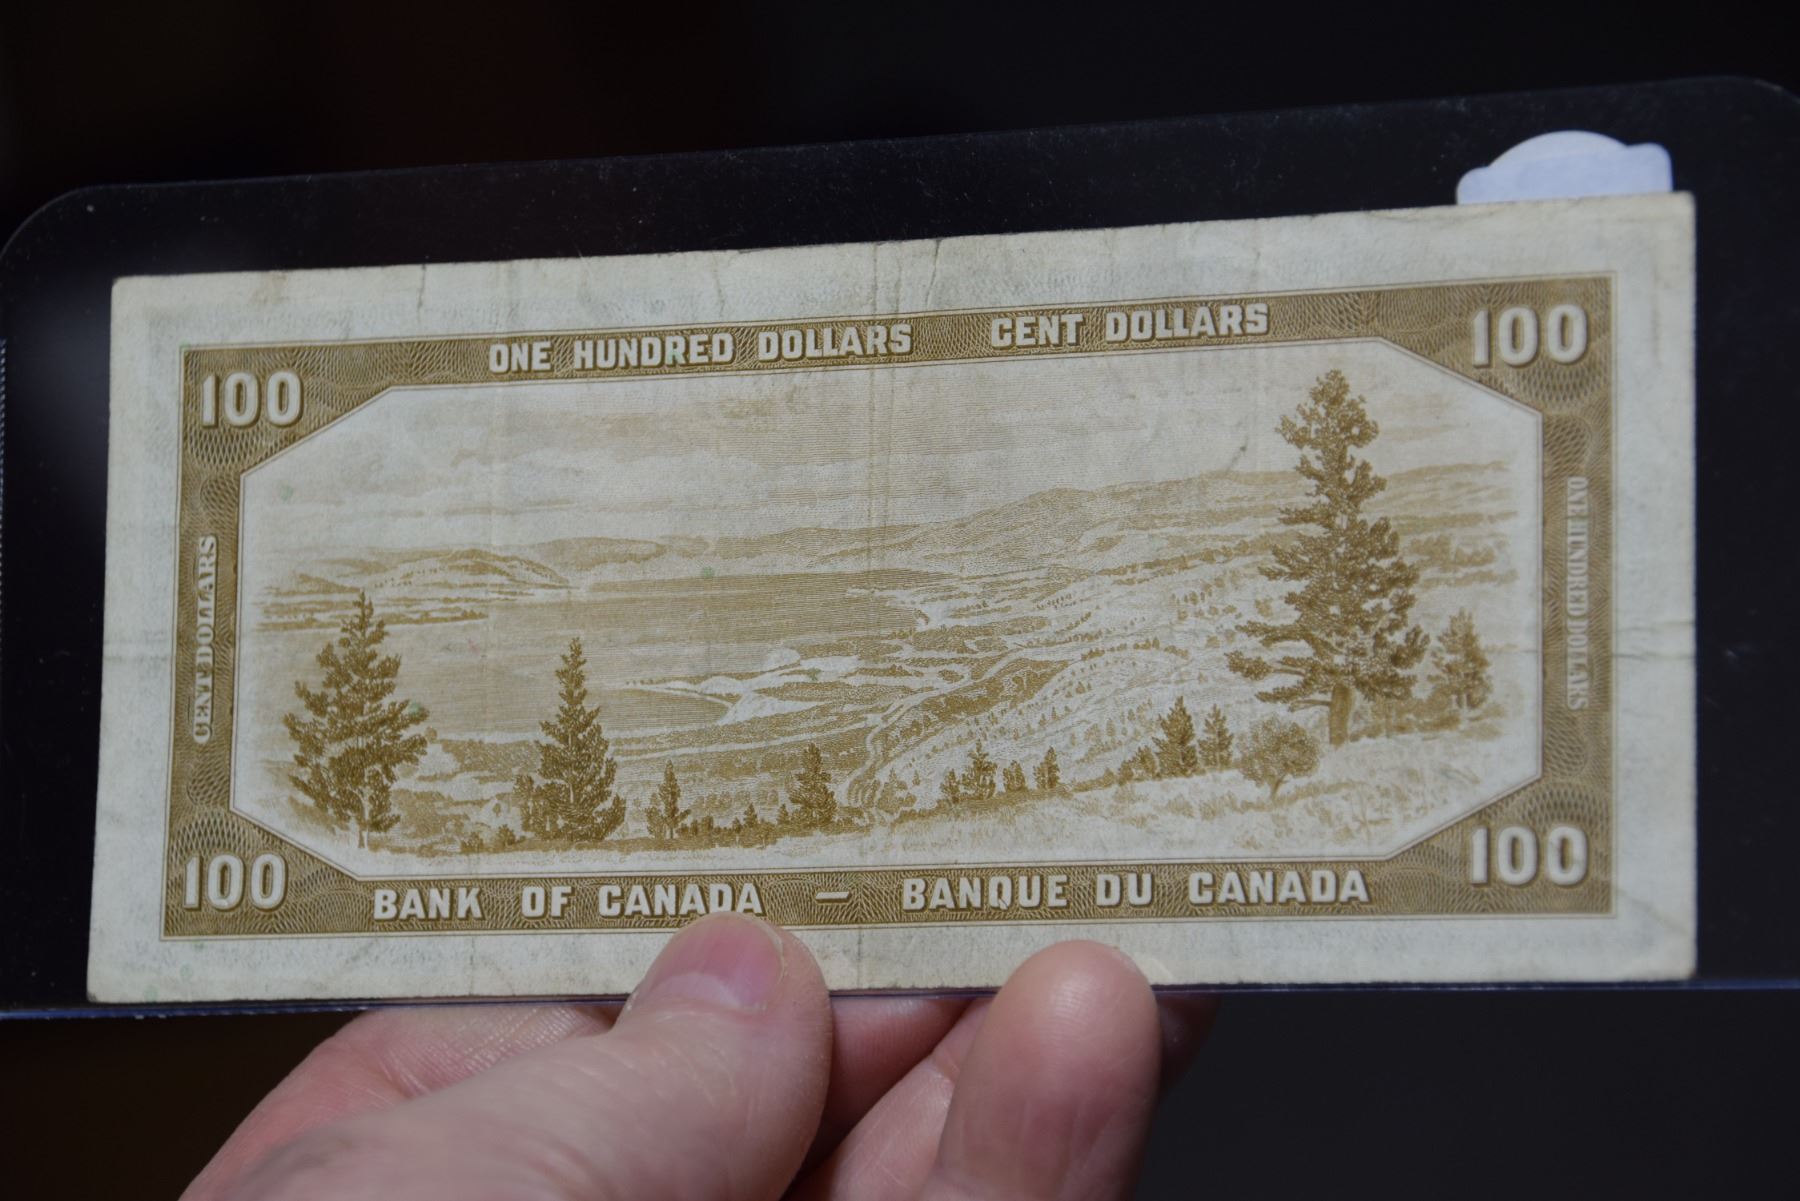 ONE HUNDRED DOLLARS CENT DOLLARS
100
100
CENT DOLLARS
ONE HUNDRED DOLLARS
100
100
BANK OF CANADA – BANQUE DU CANADA